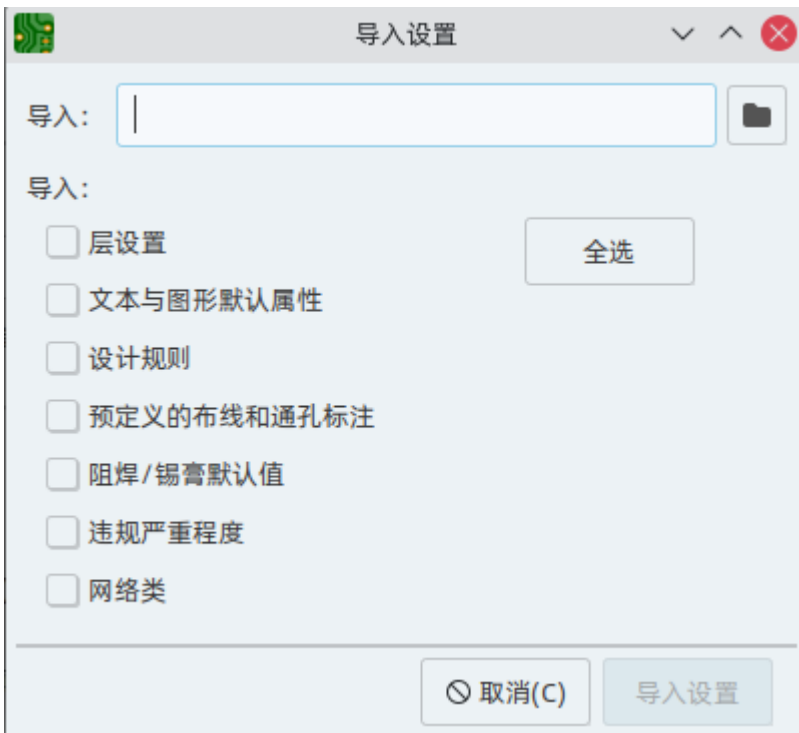 导入设置
导入:
导入:
层设置
全选
文本与图形默认属性
设计规则
预定义的布线和通孔标注
阻焊/锡膏默认值
违规严重程度
网络类
取消(C)
导入设置